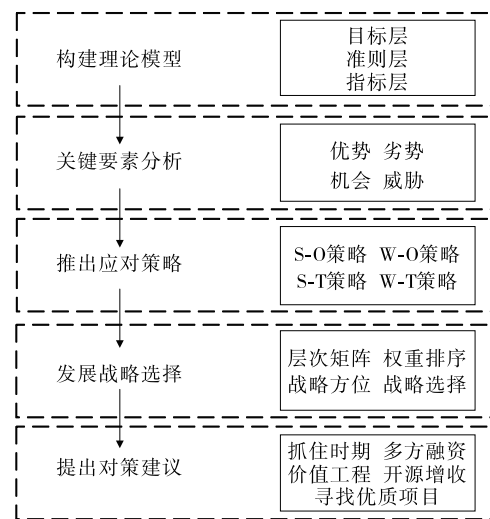 构建理论模型
目标层
准则层
指标层
关键要素分析
优势 劣势
机会 威胁
推出应对策略
S-O策略 W-O策略
S-T策略 W-T策略
发展战略选择
层次矩阵 权重排序
战略方位 战略选择
提出对策建议
抓住时期 多方融资
价值工程 开源增收
寻找优质项目